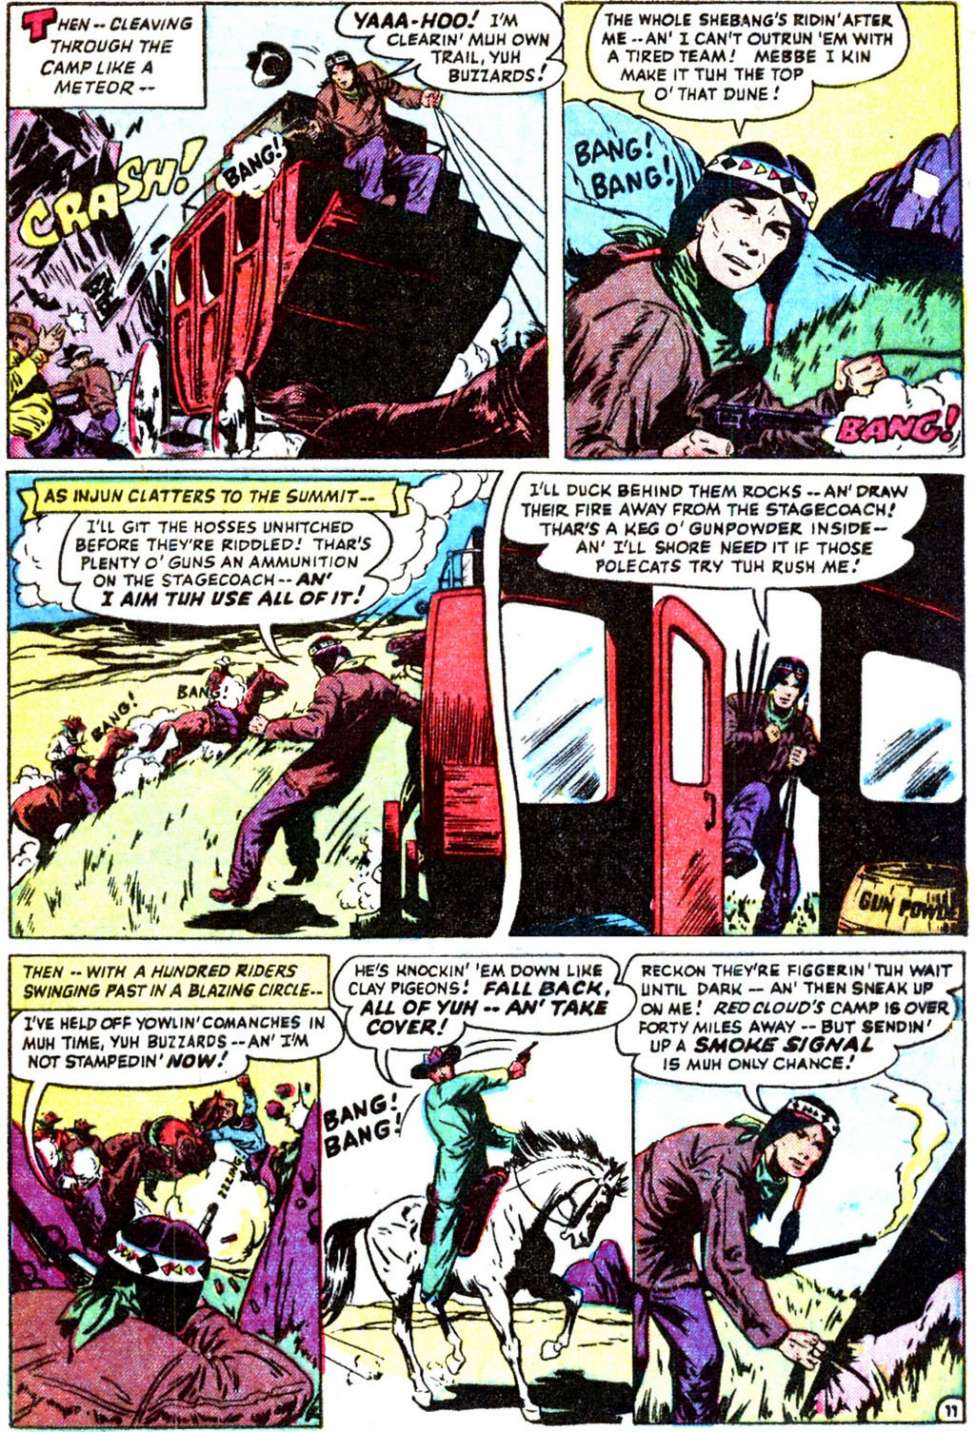 THEN -- CLEAVING
THROUGH THE
CAMP LIKE A
METEOR --
YAAA-HOO! I'M
CLEARIN' MUH OWN
TRAIL, YUH
BUZZARDS!
CRASH!
BANG!
THE WHOLE SHEBANG'S RIDIN' AFTER
ME -- AN' I CAN'T OUTRUN 'EM WITH
A TIRED TEAM! MEBBE I KIN
MAKE IT TUH THE TOP
O' THAT DUNE!
BANG!
BANG!
BANG!
AS INJUN CLATTERS TO THE SUMMIT --
I'LL GIT THE HOSSES UNHITCHED
BEFORE THEY'RE RIDDLED! THAR'S
PLENTY O' GUNS AN AMMUNITION
ON THE STAGECOACH -- AN'
I AIM TUH USE ALL OF IT!
BANG!
BANG!
I'LL DUCK BEHIND THEM ROCKS -- AN' DRAW
THEIR FIRE AWAY FROM THE STAGECOACH!
THAR'S A KEG O' GUNPOWDER INSIDE --
AN' I'LL SHORE NEED IT IF THOSE
POLECATS TRY TUH RUSH ME!
GUN POWDE
THEN -- WITH A HUNDRED RIDERS
SWINGING PAST IN A BLAZING CIRCLE --
I'VE HELD OFF YOWLIN' COMANCHES IN
MUH TIME, YUH BUZZARDS -- AN' I'M
NOT STAMPEDIN' NOW!
ZZING!
HE'S KNOCKIN' 'EM DOWN LIKE
CLAY PIGEONS! FALL BACK,
ALL OF YUH -- AN' TAKE
COVER!
BANG!
BANG!
RECKON THEY'RE FIGGERIN' TUH WAIT
UNTIL DARK -- AN' THEN SNEAK UP
ON ME! RED CLOUD'S CAMP IS OVER
FORTY MILES AWAY -- BUT SENDIN'
UP A SMOKE SIGNAL
IS MUH ONLY CHANCE!
11